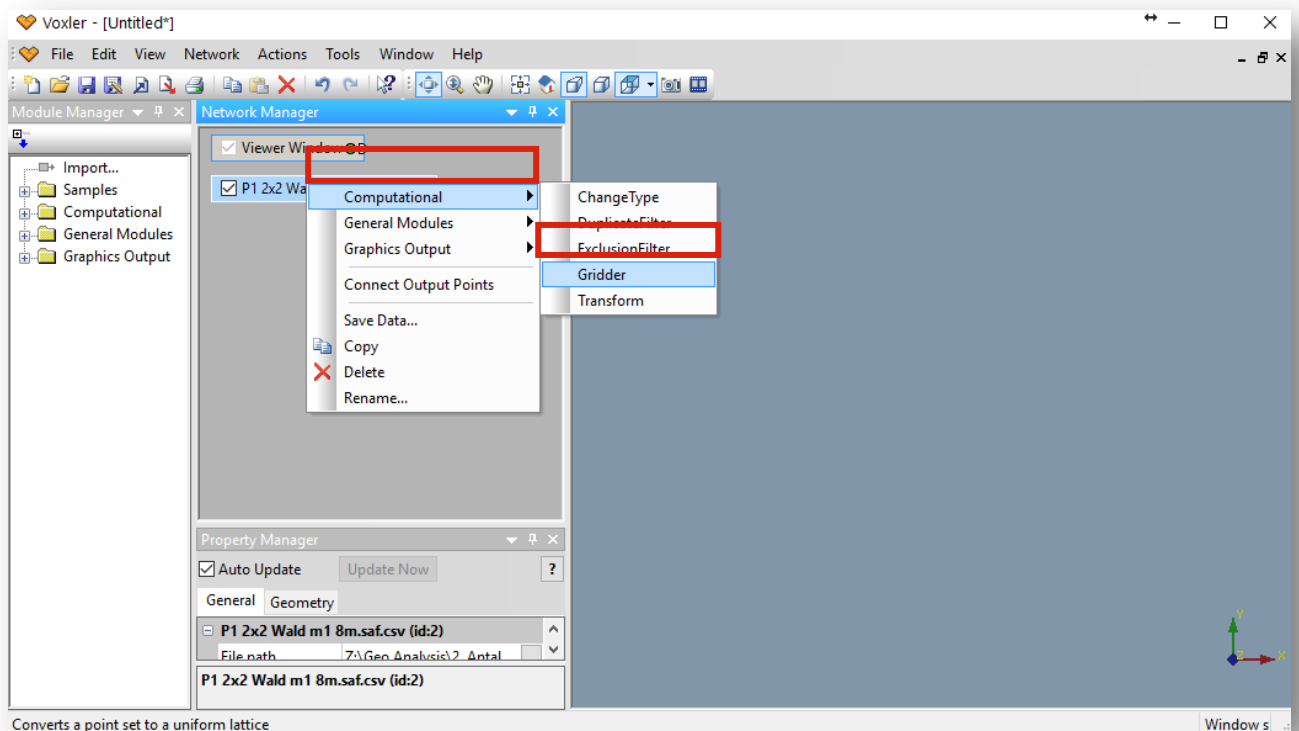 Voxler - [Untitled*]
File Edit View Network Actions Tools Window Help
Module Manager
Network Manager
Import...
Samples
Computational
General Modules
Graphics Output
Viewer Window
P1 2x2 Wa
Computational
General Modules
Graphics Output
Connect Output Points
Save Data...
Copy
Delete
Rename...
ChangeType
DuplicateFilter
ExclusionFilter
Gridder
Transform
Property Manager
Auto Update Update Now ?
General Geometry
P1 2x2 Wald m1 8m.saf.csv (id:2)
File path Z:\Geo Analysis\2_Antal
P1 2x2 Wald m1 8m.saf.csv (id:2)
Y
Z X
Converts a point set to a uniform lattice
Window s